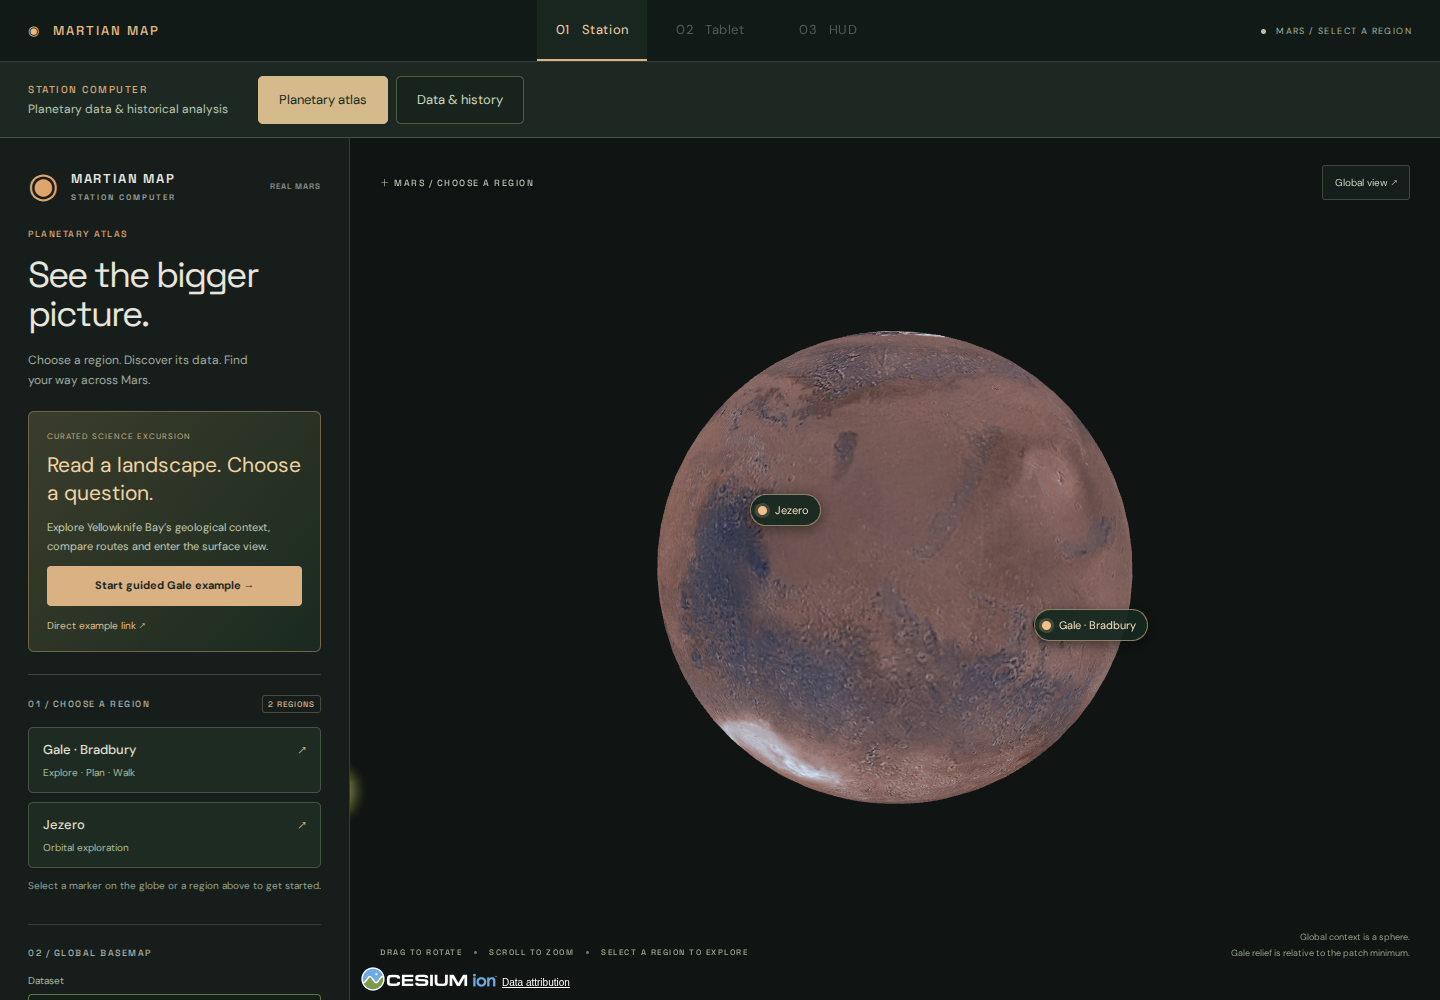 MARTIAN MAP
01 Station
02 Tablet
03 HUD
MARS / SELECT A REGION
STATION COMPUTER
Planetary data & historical analysis
Planetary atlas
Data & history
MARTIAN MAP
STATION COMPUTER
REAL MARS
PLANETARY ATLAS
See the bigger
picture.
Choose a region. Discover its data. Find
your way across Mars.
CURATED SCIENCE EXCURSION
Read a landscape. Choose
a question.
Explore Yellowknife Bay's geological context,
compare routes and enter the surface view.
Start guided Gale example →
Direct example link ↗
01 / CHOOSE A REGION
2 REGIONS
Gale · Bradbury ↗
Explore · Plan · Walk
Jezero ↗
Orbital exploration
Select a marker on the globe or a region above to get started.
02 / GLOBAL BASEMAP
Dataset
+ MARS / CHOOSE A REGION
Global view ↗
Jezero
Gale · Bradbury
DRAG TO ROTATE • SCROLL TO ZOOM • SELECT A REGION TO EXPLORE
Global context is a sphere.
Gale relief is relative to the patch minimum.
CESIUM ion Data attribution